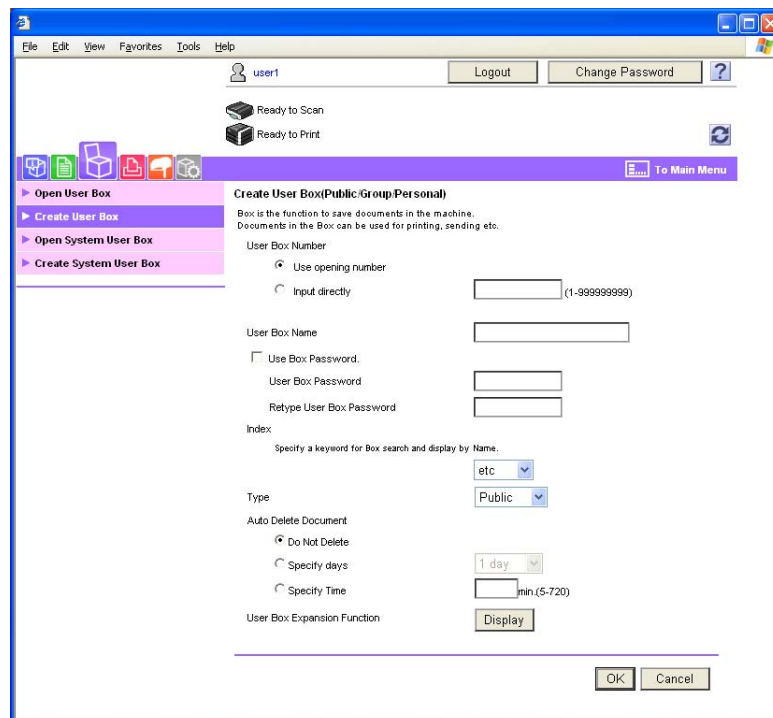 File Edit View Favorites Tools Help
user1 Logout Change Password ?
Ready to Scan
Ready to Print
To Main Menu
Open User Box
Create User Box
Open System User Box
Create System User Box
Create User Box(Public/Group/Personal)
Box is the function to save documents in the machine.
Documents in the Box can be used for printing, sending etc.
User Box Number
Use opening number
Input directly (1-999999999)
User Box Name
Use Box Password.
User Box Password
Retype User Box Password
Index
Specify a keyword for Box search and display by Name.
etc
Type Public
Auto Delete Document
Do Not Delete
Specify days 1 day
Specify Time min.(5-720)
User Box Expansion Function Display
OK Cancel